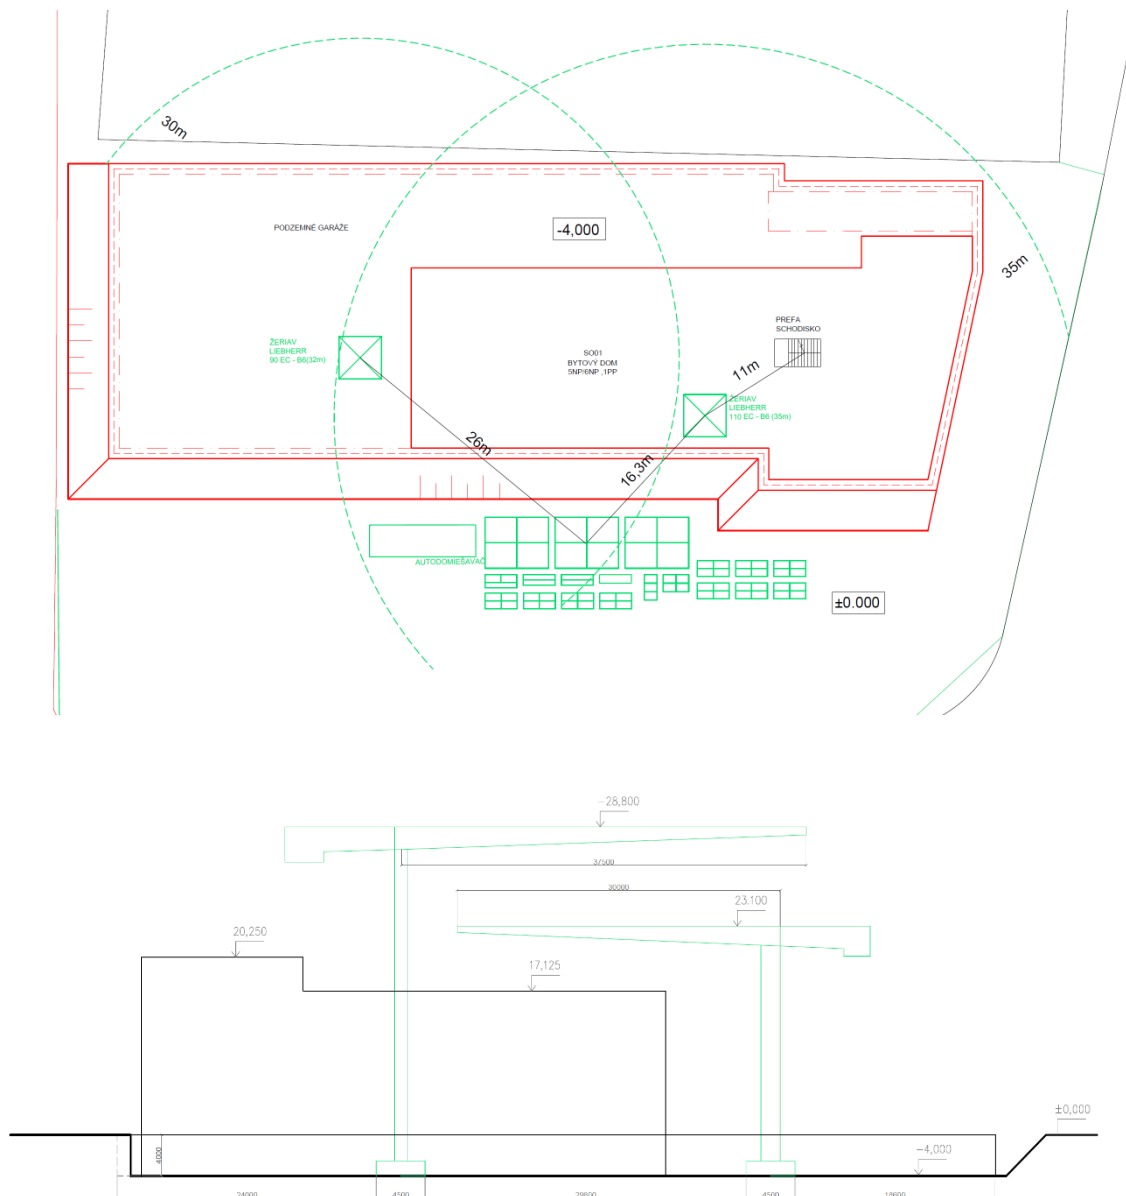 30m
PODZEMNÉ GARÁŽE
-4,000
35m
PREFA
SCHODISKO
ŽERIAV
LIEBHERR
90 EC - B6(32m)
SO01
BYTOVÝ DOM
5NP/6NP ,1PP
11m
ŽERIAV
LIEBHERR
110 EC - B6 (35m)
26m
16,3m
AUTODOMIEŠAVAČ
±0.000
-28,800
37500
30000
23.100
20,250
17,125
±0,000
4000
-4,000
24000
4500
29800
4500
18600